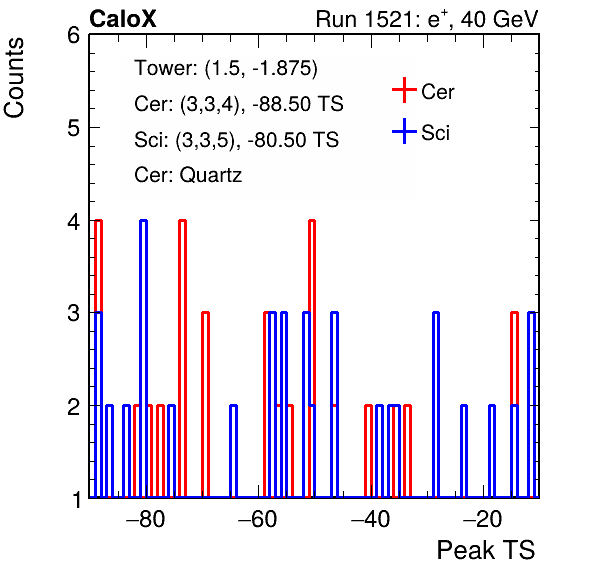 CaloX Run 1521: e+, 40 GeV
Counts
6
Tower: (1.5, -1.875)
Cer: (3,3,4), -88.50 TS
Sci: (3,3,5), -80.50 TS
Cer: Quartz
Cer
Sci
5
4
3
2
1
−80 −60 −40 −20
Peak TS